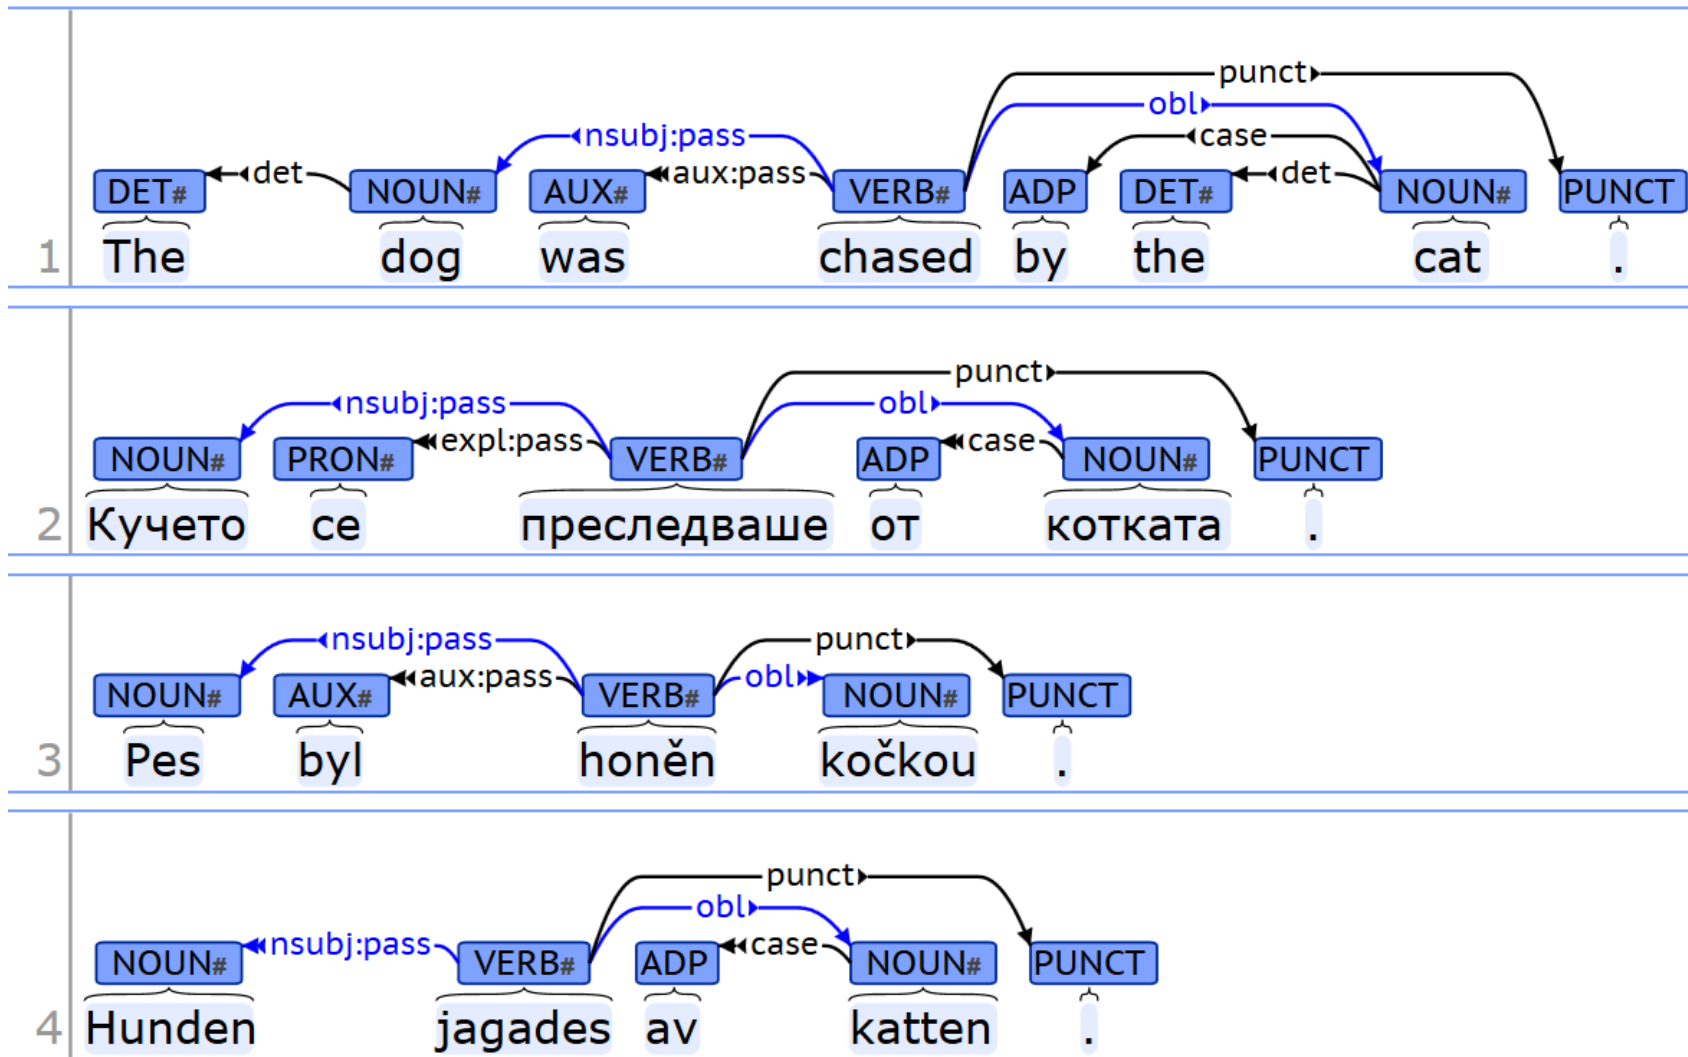 punct
obl
nsubj:pass case
det aux:pass det
DET# NOUN# AUX# VERB# ADP DET# NOUN# PUNCT
1 The dog was chased by the cat .
punct
nsubj:pass obl
expl:pass case
NOUN# PRON# VERB# ADP NOUN# PUNCT
2 Кучето се преследваше от котката .
nsubj:pass punct
aux:pass obl
NOUN# AUX# VERB# NOUN# PUNCT
3 Pes byl honěn kočkou .
punct
obl
nsubj:pass case
NOUN# VERB# ADP NOUN# PUNCT
4 Hunden jagades av katten .